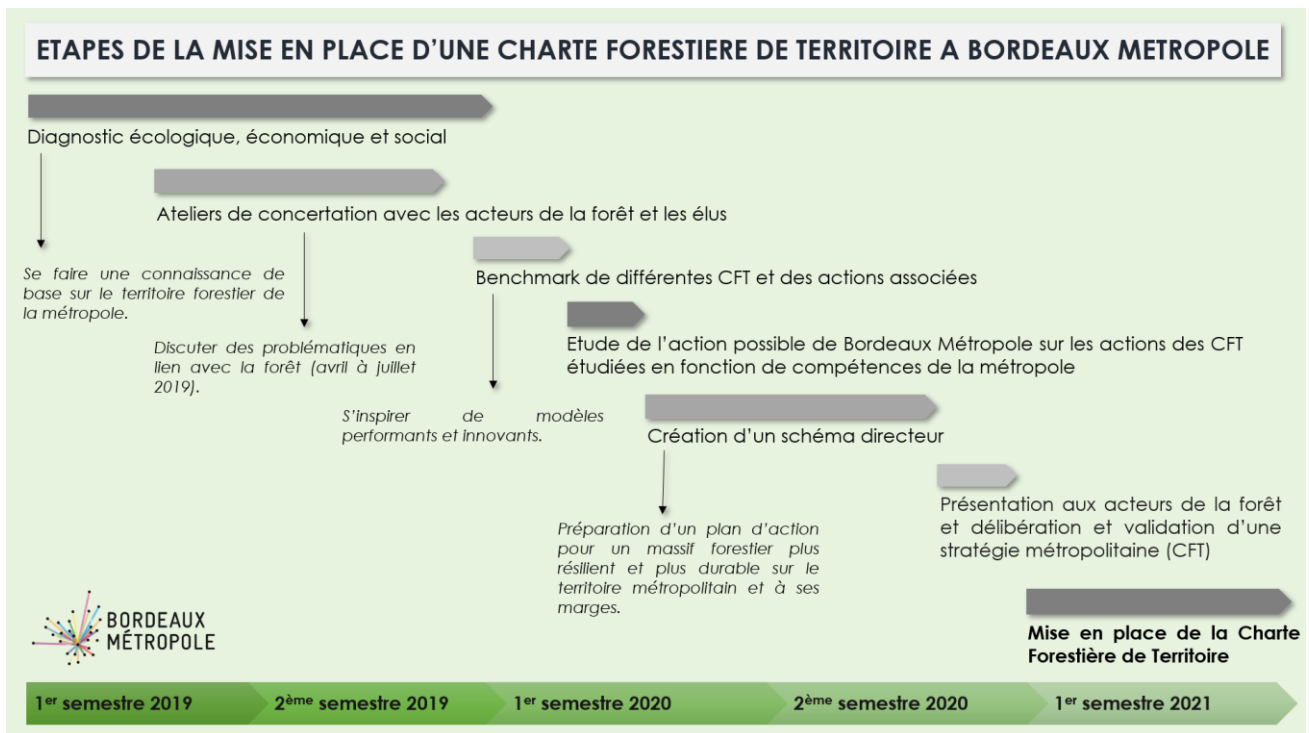 ETAPES DE LA MISE EN PLACE D'UNE CHARTE FORESTIERE DE TERRITOIRE A BORDEAUX METROPOLE
Diagnostic écologique, économique et social
Ateliers de concertation avec les acteurs de la forêt et les élus
Se faire une connaissance de
base sur le territoire forestier de
la métropole.
Benchmark de différentes CFT et des actions associées
Discuter des problématiques en
lien avec la forêt (avril à juillet
2019).
Etude de l'action possible de Bordeaux Métropole sur les actions des CFT
étudiées en fonction de compétences de la métropole
S'inspirer de modèles
performants et innovants.
Création d'un schéma directeur
Préparation d'un plan d'action
pour un massif forestier plus
résilient et plus durable sur le
territoire métropolitain et à ses
marges.
Présentation aux acteurs de la forêt
et délibération et validation d'une
stratégie métropolitaine (CFT)
Mise en place de la Charte
Forestière de Territoire
BORDEAUX
MÉTROPOLE
1er semestre 2019
2ème semestre 2019
1er semestre 2020
2ème semestre 2020
1er semestre 2021